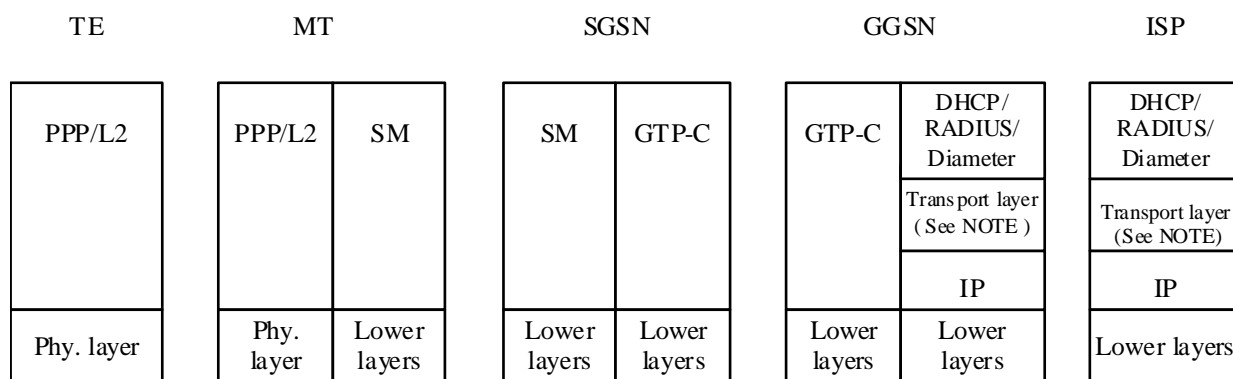 TE
MT
SGSN
GGSN
ISP
PPP/L2
PPP/L2
SM
SM
GTP-C
GTP-C
DHCP/
RADIUS/
Diameter
DHCP/
RADIUS/
Diameter
Transport layer
( See NOTE )
Transport layer
(See NOTE)
IP
IP
Phy. layer
Phy.
layer
Lower
layers
Lower
layers
Lower
layers
Lower
layers
Lower
layers
Lower layers